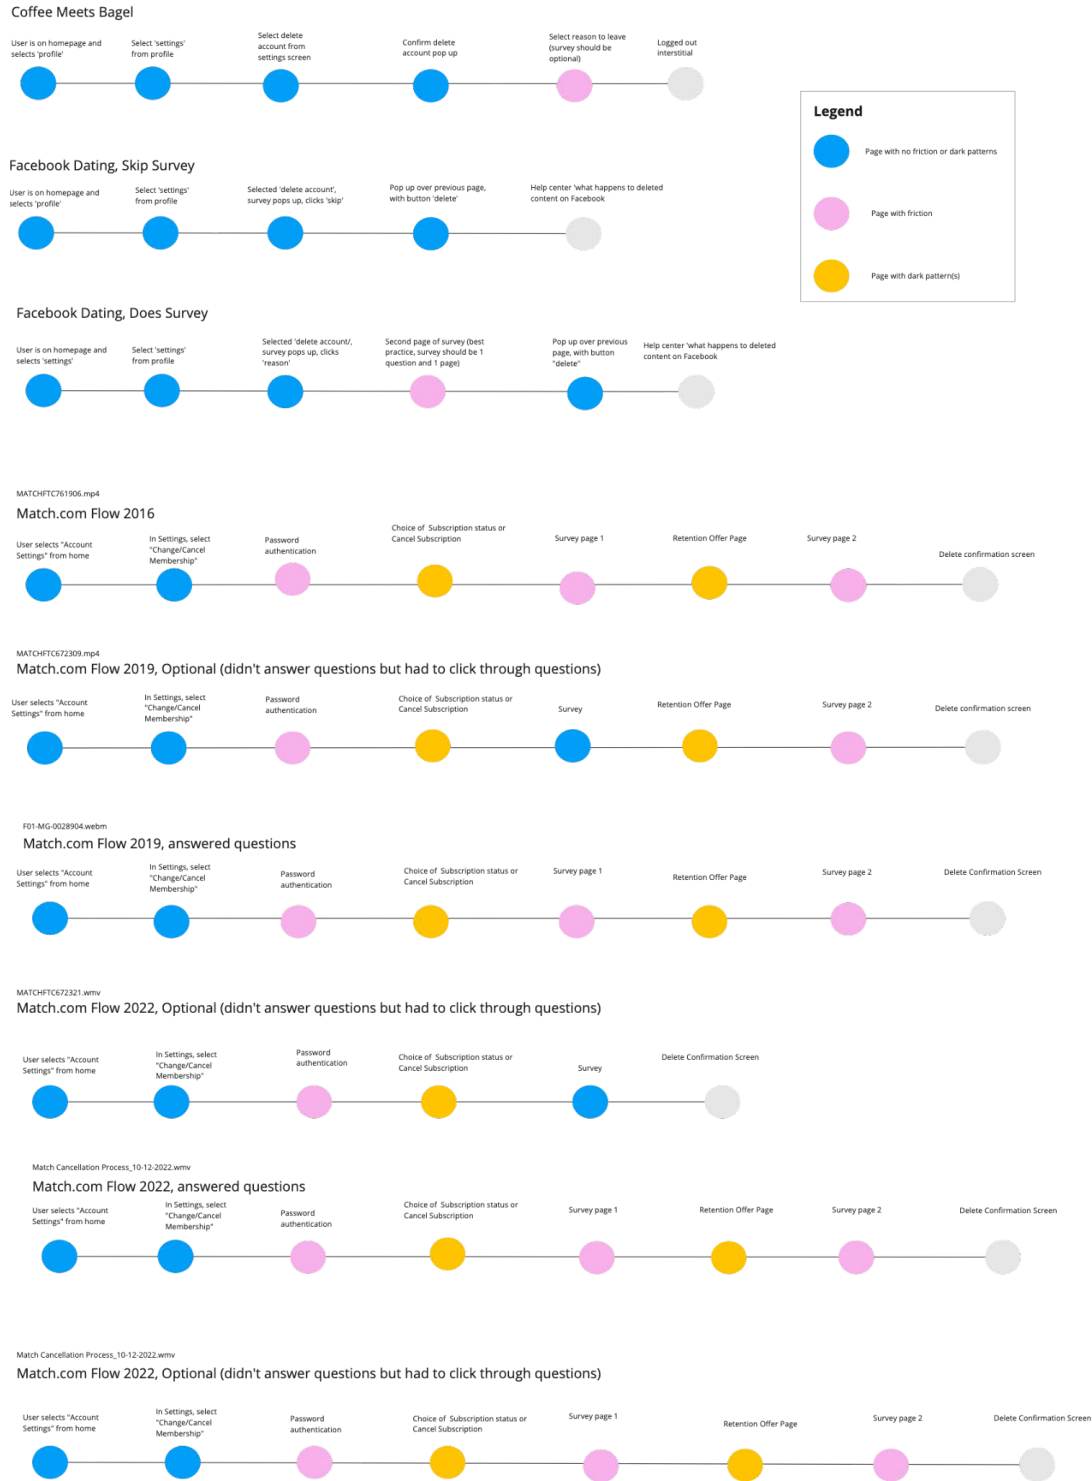 Coffee Meets Bagel
User is on homepage and
selects 'profile'
Select 'settings'
from profile
Select delete
account from
settings screen
Confirm delete
account pop up
Select reason to leave
(survey should be
optional)
Logged out
interstitial
Legend
Page with no friction or dark patterns
Page with friction
Page with dark pattern(s)
Facebook Dating, Skip Survey
User is on homepage and
selects 'profile'
Select 'settings'
from profile
Selected 'delete account',
survey pops up, clicks 'skip'
Pop up over previous page,
with button 'delete'
Help center 'what happens to deleted
content on Facebook
Facebook Dating, Does Survey
User is on homepage and
selects 'settings'
Select 'settings'
from profile
Selected 'delete account/,
survey pops up, clicks
'reason'
Second page of survey (best
practice, survey should be 1
question and 1 page)
Pop up over previous
page, with button
"delete"
Help center 'what happens to deleted
content on Facebook
MATCHFTC761906.mp4
Match.com Flow 2016
User selects "Account
Settings" from home
In Settings, select
"Change/Cancel
Membership"
Password
authentication
Choice of Subscription status or
Cancel Subscription
Survey page 1
Retention Offer Page
Survey page 2
Delete confirmation screen
MATCHFTC672309.mp4
Match.com Flow 2019, Optional (didn't answer questions but had to click through questions)
User selects "Account
Settings" from home
In Settings, select
"Change/Cancel
Membership"
Password
authentication
Choice of Subscription status or
Cancel Subscription
Survey
Retention Offer Page
Survey page 2
Delete confirmation screen
F01-MG-0028904.webm
Match.com Flow 2019, answered questions
User selects "Account
Settings" from home
In Settings, select
"Change/Cancel
Membership"
Password
authentication
Choice of Subscription status or
Cancel Subscription
Survey page 1
Retention Offer Page
Survey page 2
Delete Confirmation Screen
MATCHFTC672321.wmv
Match.com Flow 2022, Optional (didn't answer questions but had to click through questions)
User selects "Account
Settings" from home
In Settings, select
"Change/Cancel
Membership"
Password
authentication
Choice of Subscription status or
Cancel Subscription
Survey
Delete Confirmation Screen
Match Cancellation Process_10-12-2022.wmv
Match.com Flow 2022, answered questions
User selects "Account
Settings" from home
In Settings, select
"Change/Cancel
Membership"
Password
authentication
Choice of Subscription status or
Cancel Subscription
Survey page 1
Retention Offer Page
Survey page 2
Delete Confirmation Screen
Match Cancellation Process_10-12-2022.wmv
Match.com Flow 2022, Optional (didn't answer questions but had to click through questions)
User selects "Account
Settings" from home
In Settings, select
"Change/Cancel
Membership"
Password
authentication
Choice of Subscription status or
Cancel Subscription
Survey page 1
Retention Offer Page
Survey page 2
Delete Confirmation Screen